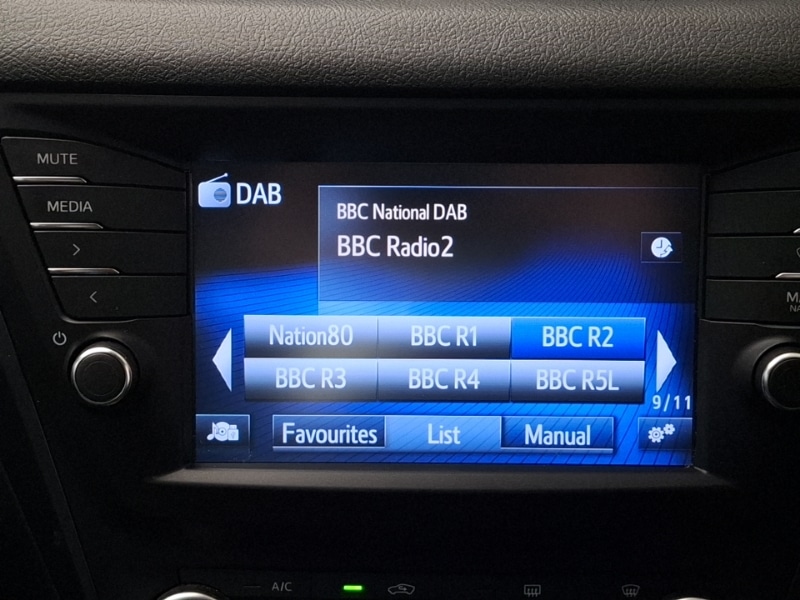 MUTE
MEDIA
DAB
BBC National DAB
BBC Radio2
Nation80 BBC R1 BBC R2
BBC R3 BBC R4 BBC R5L
9/11
Favourites List Manual
A/C